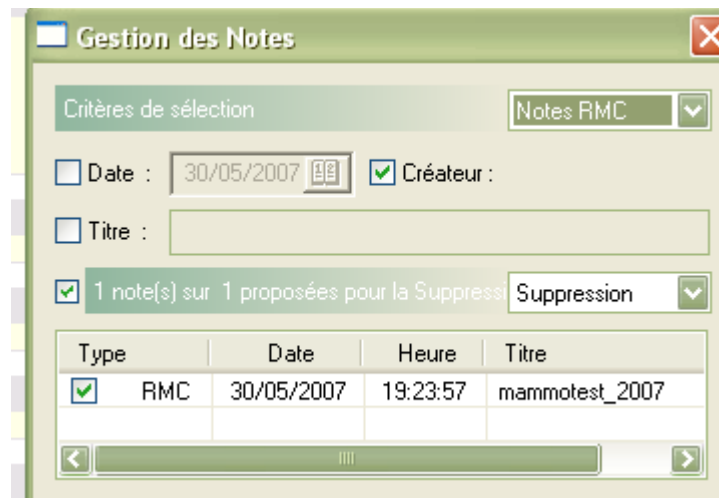 Gestion des Notes
Critères de sélection Notes RMC
Date : 30/05/2007 Créateur :
Titre :
1 note(s) sur 1 proposées pour la Suppressi Suppression
Type Date Heure Titre
RMC 30/05/2007 19:23:57 mammotest_2007